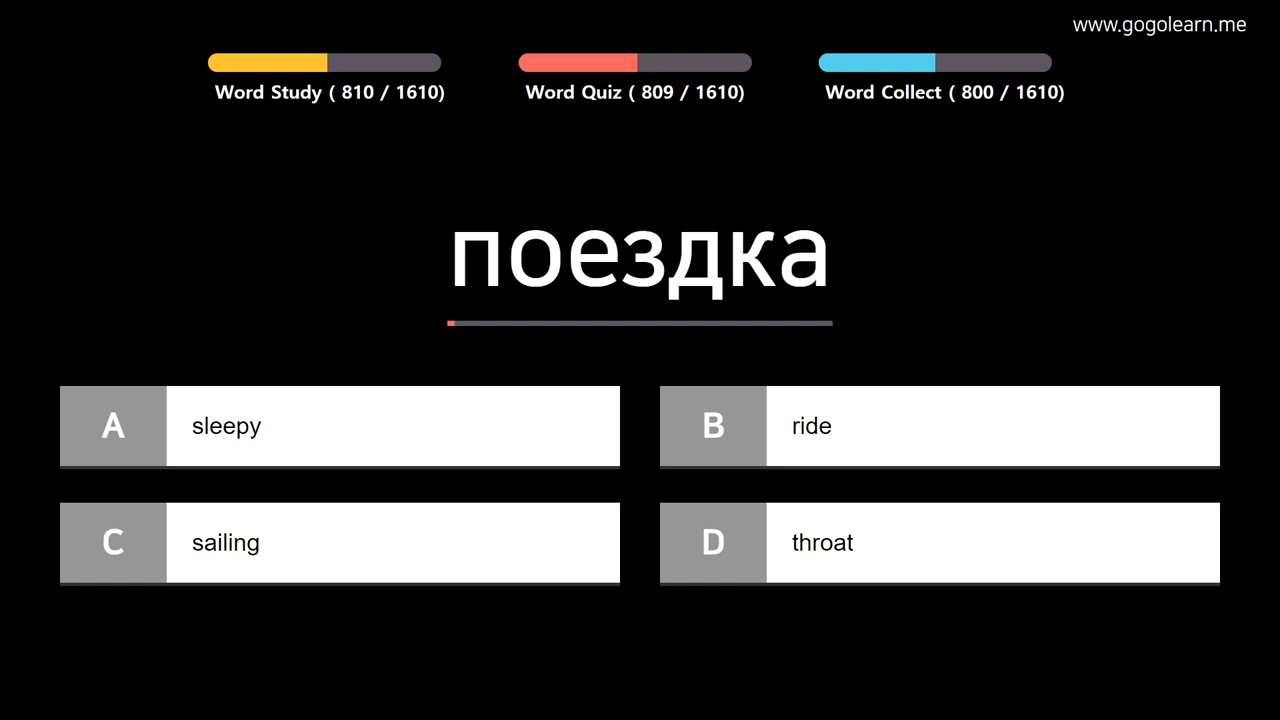 www.gogolearn.me
Word Study ( 810 / 1610)
Word Quiz ( 809 / 1610)
Word Collect ( 800 / 1610)
поездка
A sleepy
B ride
C sailing
D throat